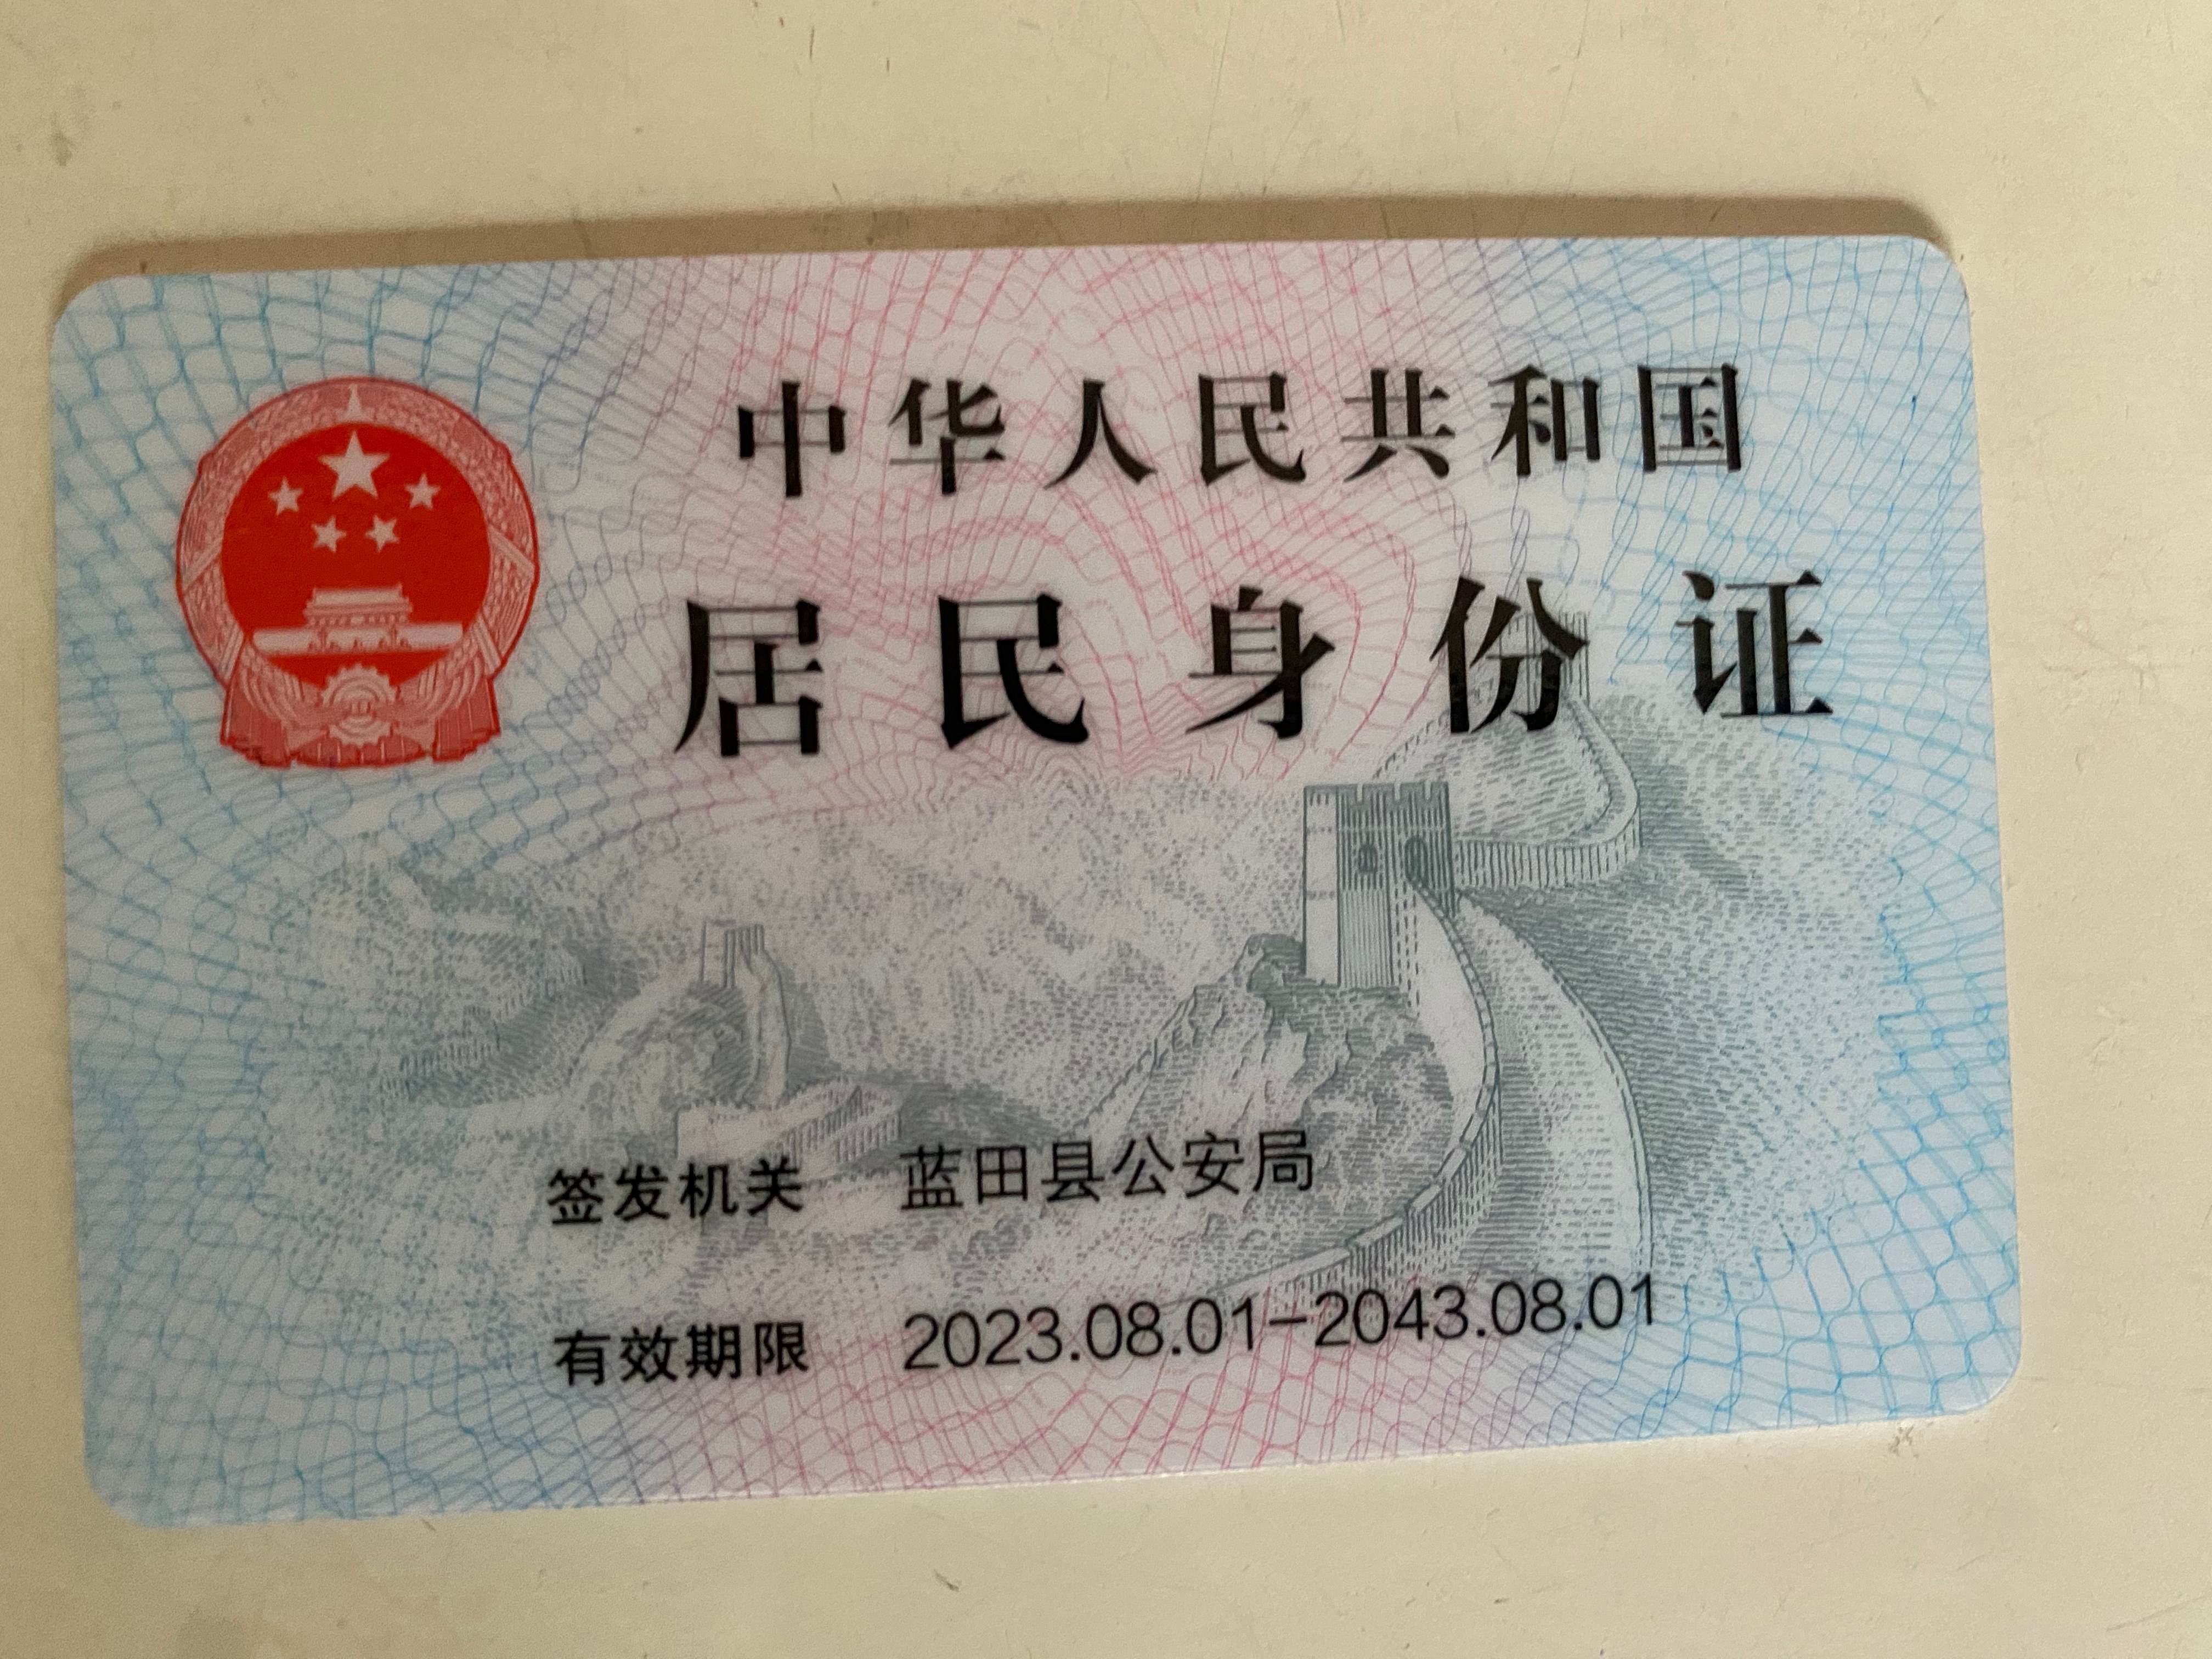 中华人民共和国
居民身份证
签发机关 蓝田县公安局
有效期限 2023.08.01-2043.08.01